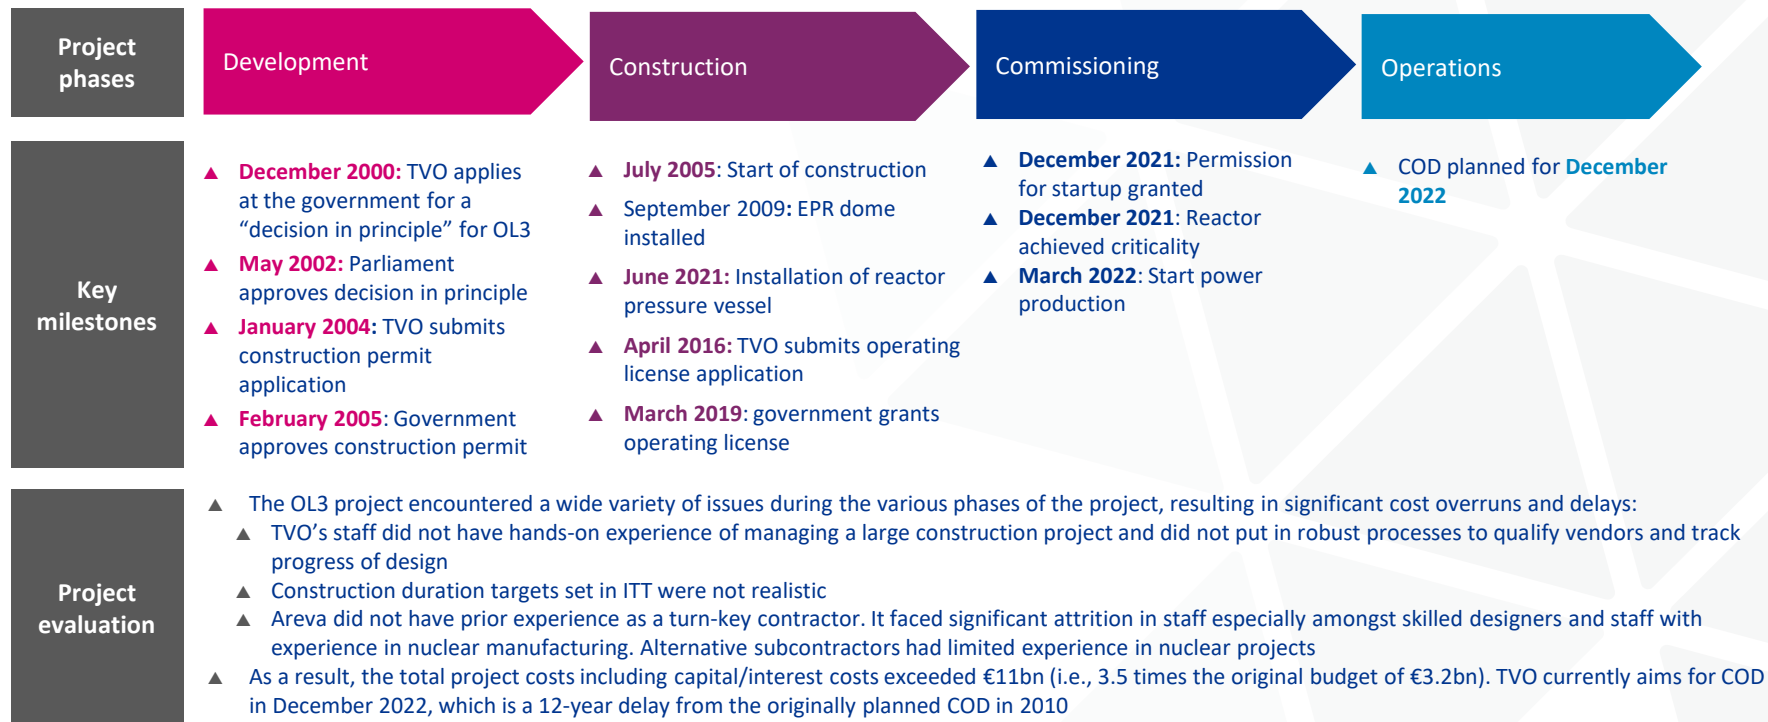 Project
phases
Development
Construction
Commissioning
Operations
Key
milestones
▲ December 2000: TVO applies
at the government for a
“decision in principle” for OL3
▲ May 2002: Parliament
approves decision in principle
▲ January 2004: TVO submits
construction permit
application
▲ February 2005: Government
approves construction permit
▲ July 2005: Start of construction
▲ September 2009: EPR dome
installed
▲ June 2021: Installation of reactor
pressure vessel
▲ April 2016: TVO submits operating
license application
▲ March 2019: government grants
operating license
▲ December 2021: Permission
for startup granted
▲ December 2021: Reactor
achieved criticality
▲ March 2022: Start power
production
▲ COD planned for December
2022
Project
evaluation
▲ The OL3 project encountered a wide variety of issues during the various phases of the project, resulting in significant cost overruns and delays:
▲ TVO’s staff did not have hands-on experience of managing a large construction project and did not put in robust processes to qualify vendors and track
progress of design
▲ Construction duration targets set in ITT were not realistic
▲ Areva did not have prior experience as a turn-key contractor. It faced significant attrition in staff especially amongst skilled designers and staff with
experience in nuclear manufacturing. Alternative subcontractors had limited experience in nuclear projects
▲ As a result, the total project costs including capital/interest costs exceeded €11bn (i.e., 3.5 times the original budget of €3.2bn). TVO currently aims for COD
in December 2022, which is a 12-year delay from the originally planned COD in 2010